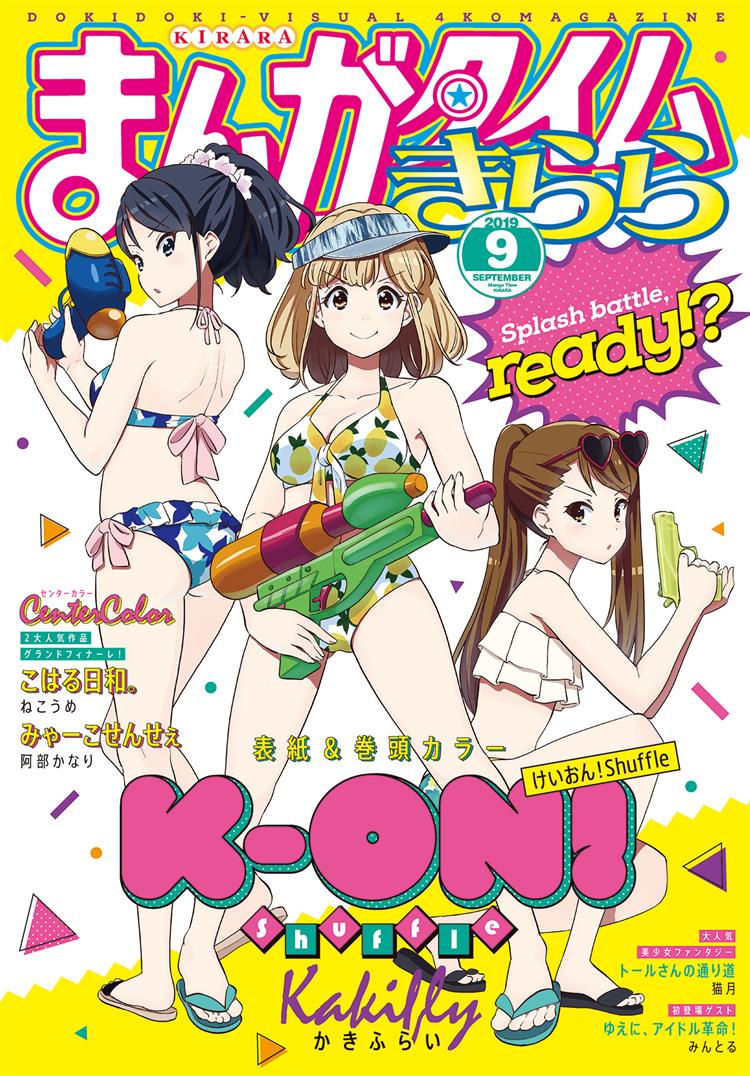 DOKIDOKI-VISUAL 4KOMAGAZINE
KIRARA
まんがタイム
きらら
2019
9
SEPTEMBER
Manga Time
KIRARA
Splash battle,
ready!?
センターカラー
CenterColor
2大人気作品
グランドフィナーレ!
こはる日和。
ねこうめ
みゃーこせんせぇ
阿部かなり
表紙&巻頭カラー
けいおん!Shuffle
K-ON!
Shuffle
Kakifly
かきふらい
大人気
美少女ファンタジー
トールさんの通り道
猫月
初登場ゲスト
ゆえに、アイドル革命!
みんとる